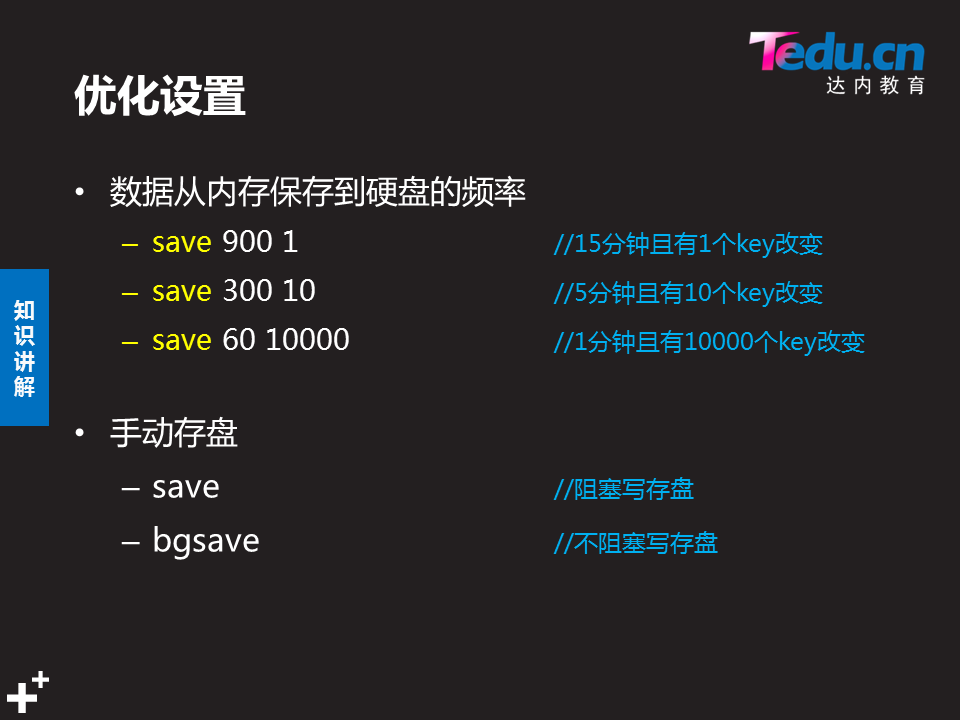 Tedu.cn
达内教育
优化设置
• 数据从内存保存到硬盘的频率
– save 900 1 //15分钟且有1个key改变
– save 300 10 //5分钟且有10个key改变
– save 60 10000 //1分钟且有10000个key改变
知识讲解
• 手动存盘
– save //阻塞写存盘
– bgsave //不阻塞写存盘